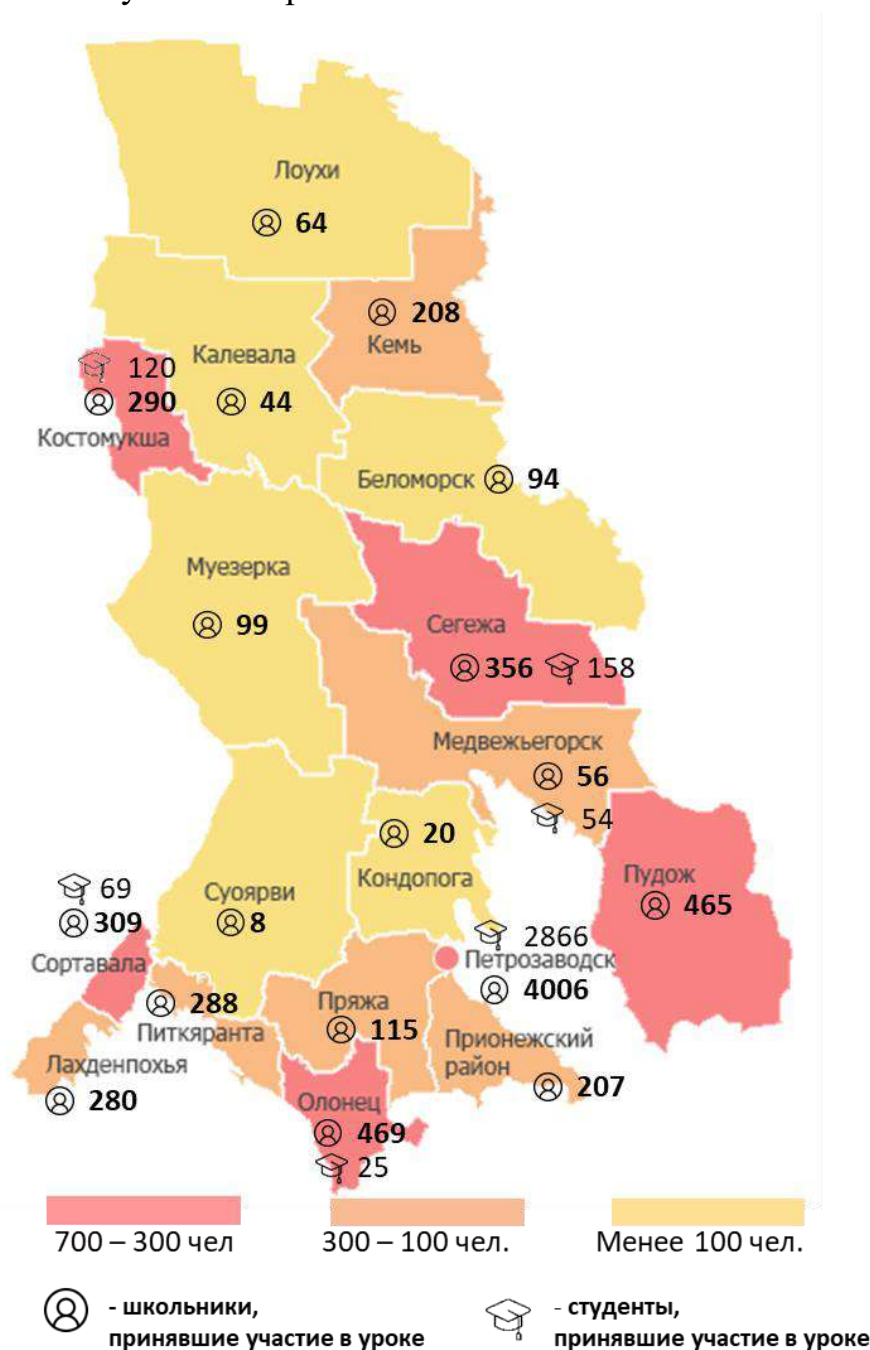 Лоухи
64
208
Кемь
Калевала
44
120
290
Костомукша
Беломорск 94
Муезерка
99
Сегежа
356 158
Медвежьегорск
56
54
20
Кондопога
Пудож
465
69
309
Сортавала
Суоярви
8
2866
Петрозаводск
4006
288
Питкяранта
Пряжа
115
Прионежский
район
207
Лахденпохья
280
Олонец
469
25
700 – 300 чел
300 – 100 чел.
Менее 100 чел.
- школьники,
принявшие участие в уроке
- студенты,
принявшие участие в уроке